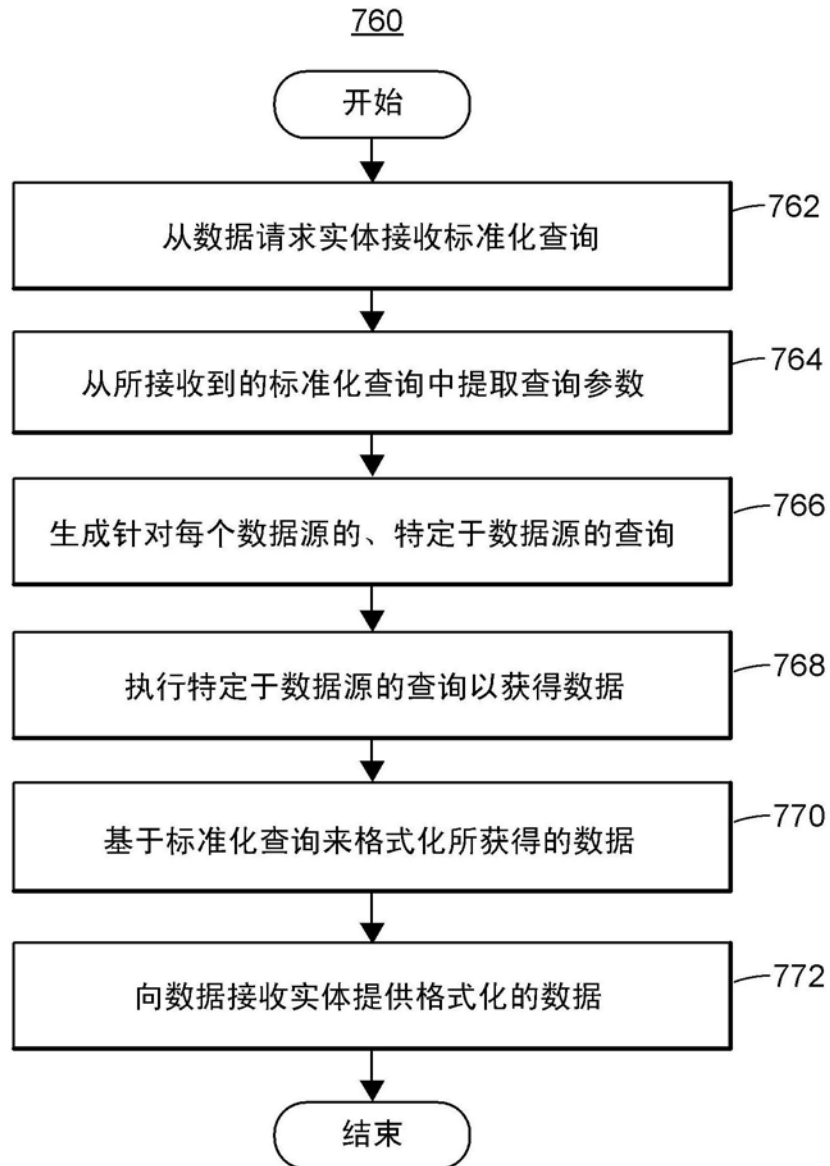 760
开始
从数据请求实体接收标准化查询
762
从所接收到的标准化查询中提取查询参数
764
生成针对每个数据源的、特定于数据源的查询
766
执行特定于数据源的查询以获得数据
768
基于标准化查询来格式化所获得的数据
770
向数据接收实体提供格式化的数据
772
结束